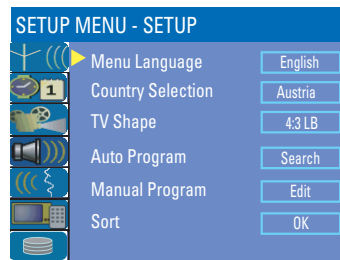 SETUP MENU - SETUP
Menu Language English
Country Selection Austria
TV Shape 4:3 LB
Auto Program Search
Manual Program Edit
Sort OK
1